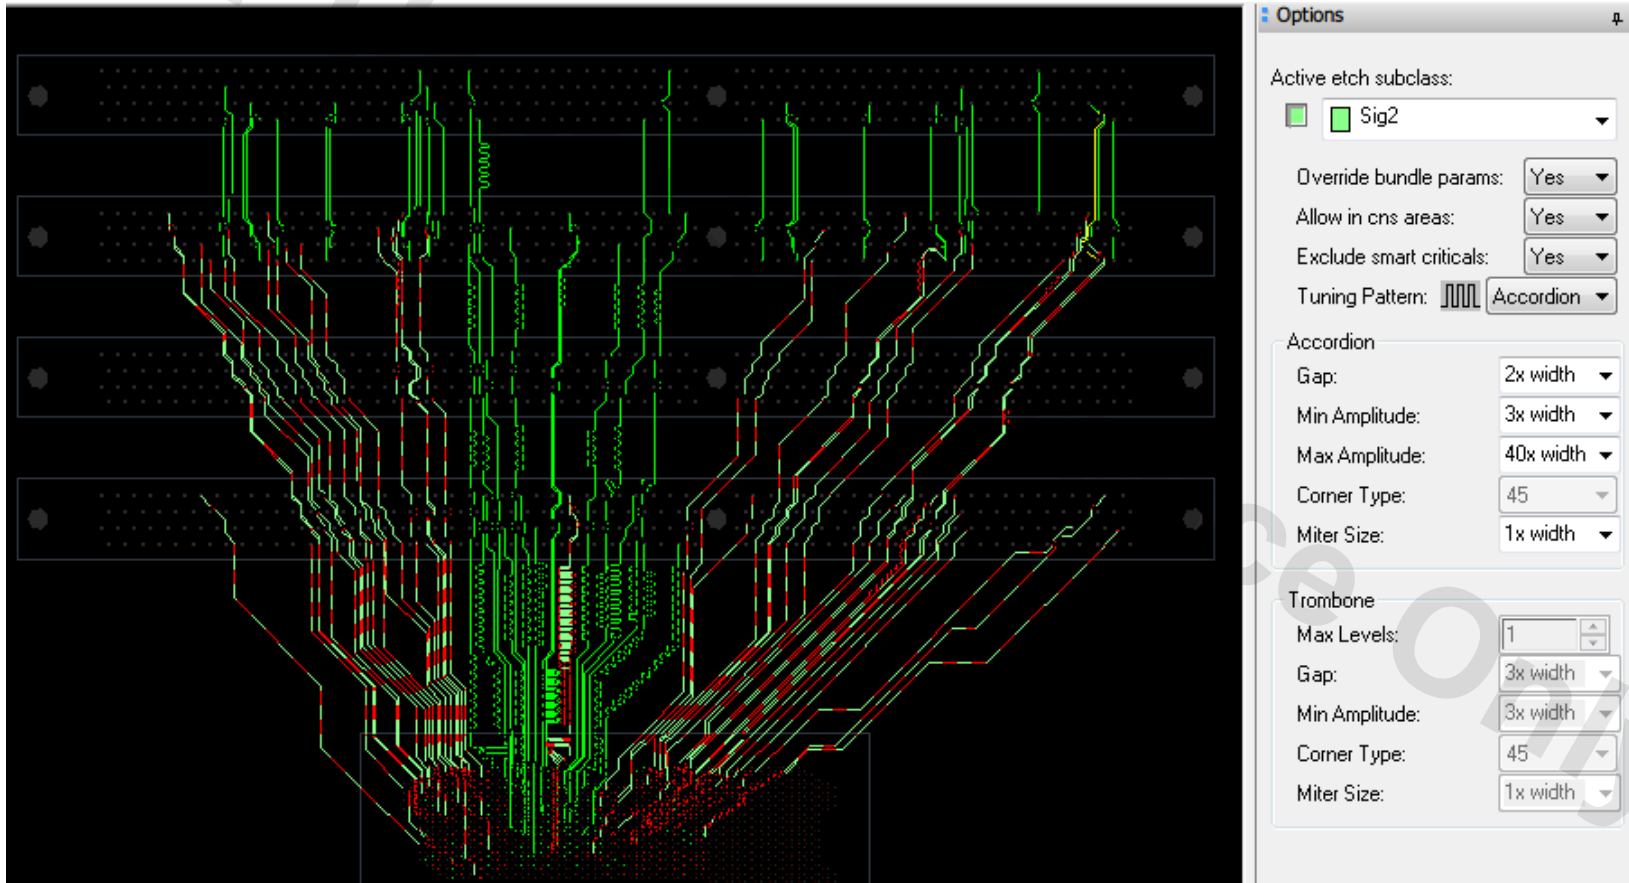 Options
Active etch subclass:
Sig2
Override bundle params: Yes
Allow in cns areas: Yes
Exclude smart criticals: Yes
Tuning Pattern: Accordion
Accordion
Gap: 2x width
Min Amplitude: 3x width
Max Amplitude: 40x width
Corner Type: 45
Miter Size: 1x width
Trombone
Max Levels: 1
Gap: 3x width
Min Amplitude: 3x width
Corner Type: 45
Miter Size: 1x width
ce Only